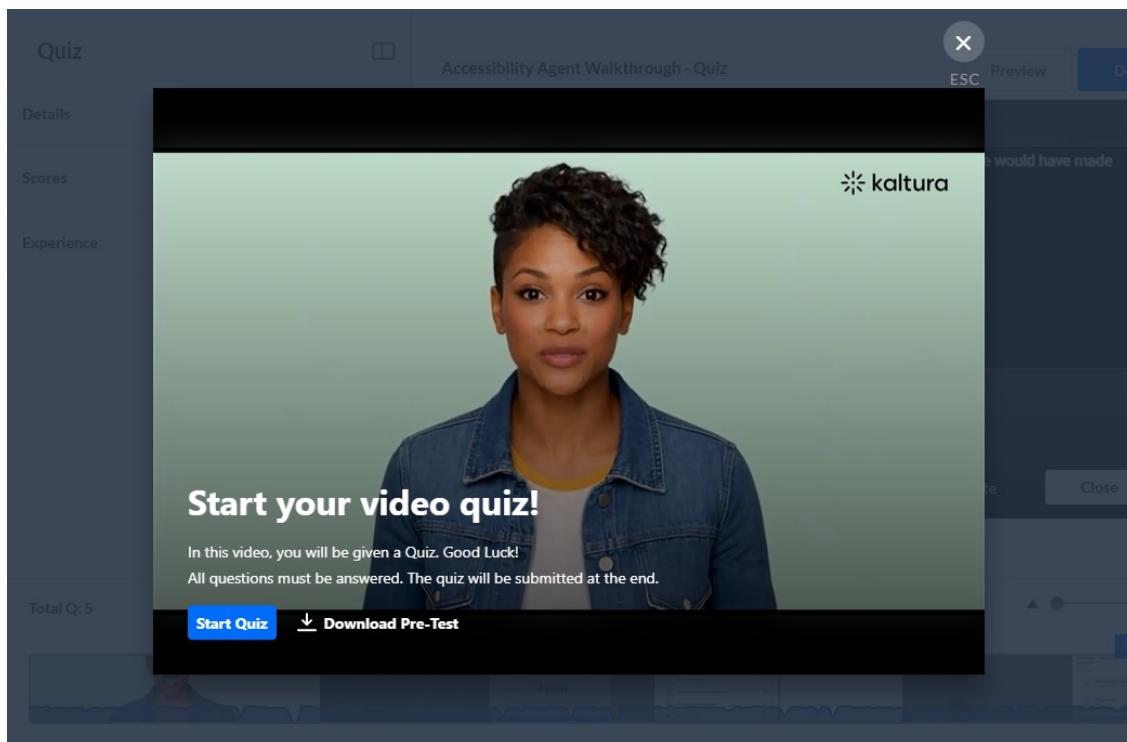 Quiz
Accessibility Agent Walkthrough - Quiz
ESC
Preview
Details
kaltura
e would have made
Scores
Experience
Start your video quiz!
In this video, you will be given a Quiz. Good Luck!
All questions must be answered. The quiz will be submitted at the end.
Close
Total Q: 5
Start Quiz
Download Pre-Test